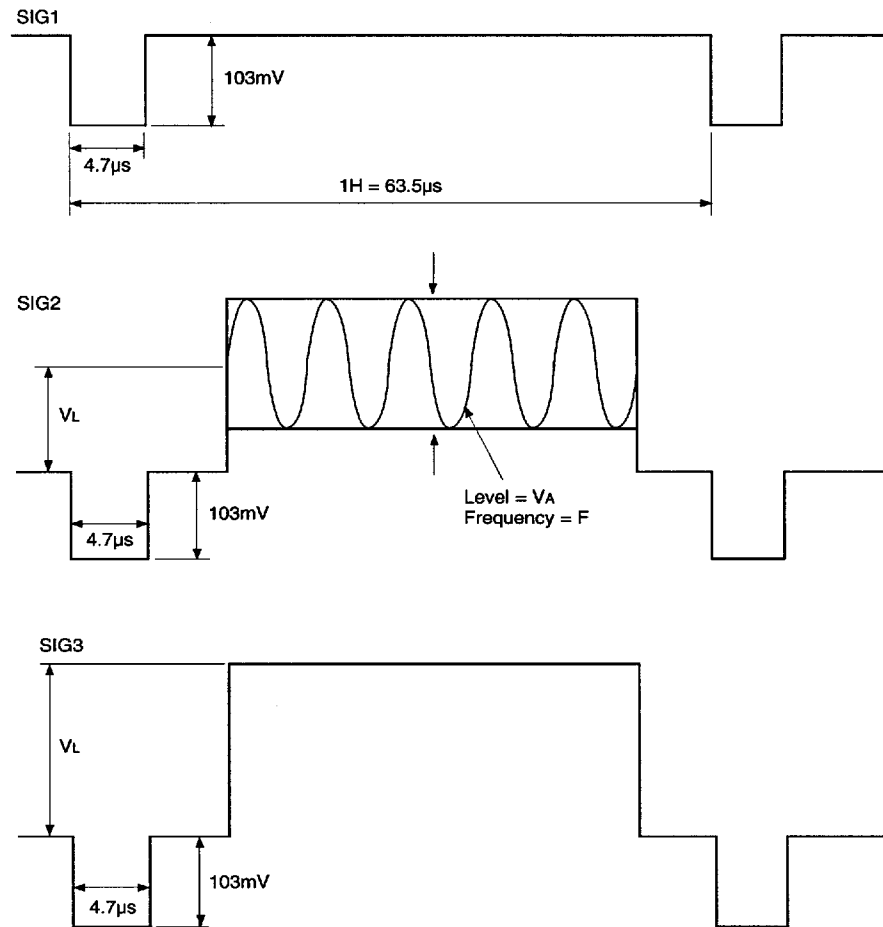 SIG1
103mV
4.7µs
1H = 63.5µs
SIG2
VL
Level = VA
Frequency = F
103mV
4.7µs
SIG3
VL
103mV
4.7µs